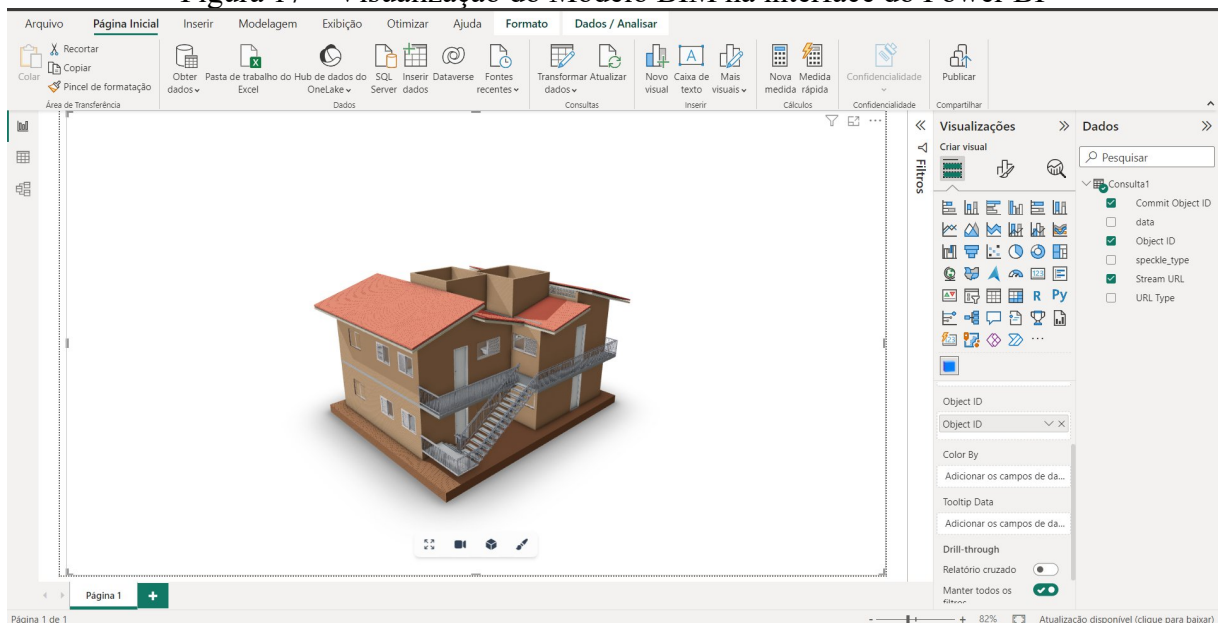 Figura 17 – Visualização do Modelo BIM na interface do Power BI
Arquivo Página Inicial Inserir Modelagem Exibição Otimizar Ajuda Formato Dados / Analisar
Colar
Recortar
Copiar
Pincel de formatação
Área de Transferência
Obter dados
Pasta de trabalho do Excel
Hub de dados do OneLake
SQL Server
Inserir dados
Dataverse
Fontes recentes
Dados
Transformar dados
Atualizar
Consultas
Novo visual
Caixa de texto
Mais visuais
Inserir
Nova medida
Medida rápida
Cálculos
Confidencialidade
Confidencialidade
Publicar
Compartilhar
Filtros
Visualizações
Criar visual
R Py
123
Object ID
Object ID
Color By
Adicionar os campos de da...
Tooltip Data
Adicionar os campos de da...
Drill-through
Relatório cruzado
Manter todos os
filtros
Dados
Pesquisar
Consulta1
Commit Object ID
data
Object ID
speckle_type
Stream URL
URL Type
Página 1
Página 1 de 1
- + 82%
Atualização disponível (clique para baixar)